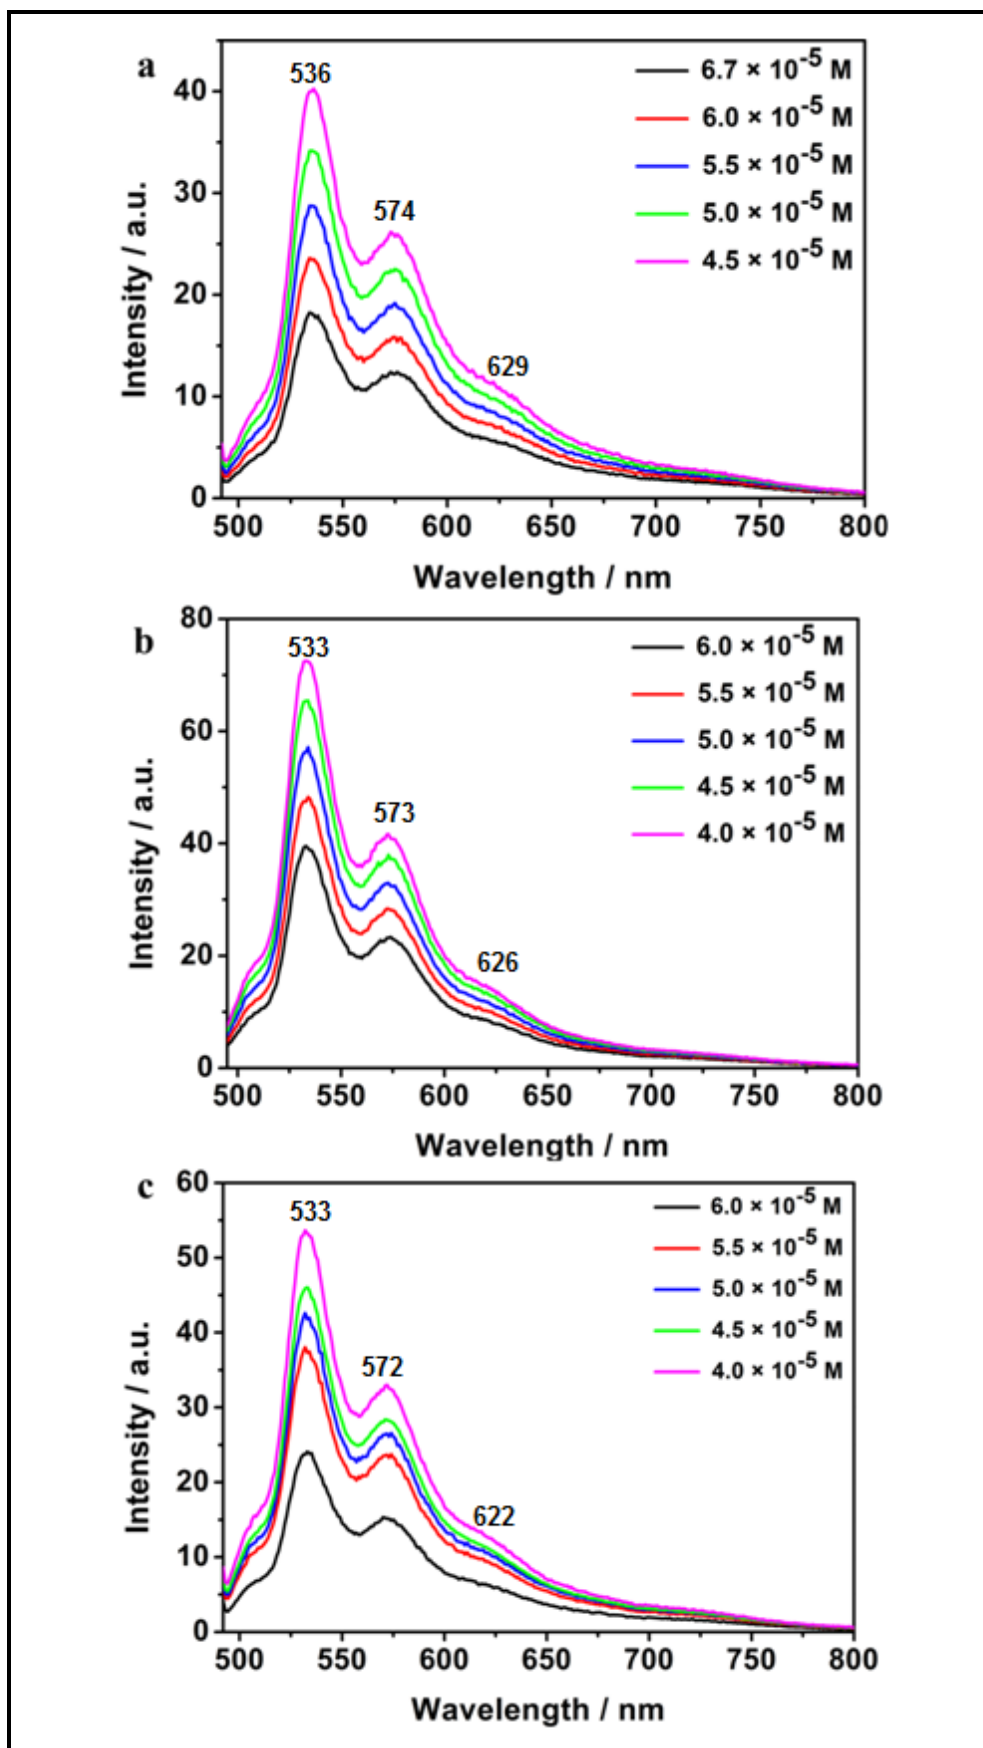 a
536
574
629
6.7 × 10⁻⁵ M
6.0 × 10⁻⁵ M
5.5 × 10⁻⁵ M
5.0 × 10⁻⁵ M
4.5 × 10⁻⁵ M
Intensity / a.u.
40
30
20
10
0
500 550 600 650 700 750 800
Wavelength / nm
b
533
573
626
6.0 × 10⁻⁵ M
5.5 × 10⁻⁵ M
5.0 × 10⁻⁵ M
4.5 × 10⁻⁵ M
4.0 × 10⁻⁵ M
Intensity / a.u.
80
60
40
20
0
500 550 600 650 700 750 800
Wavelength / nm
c
533
572
622
6.0 × 10⁻⁵ M
5.5 × 10⁻⁵ M
5.0 × 10⁻⁵ M
4.5 × 10⁻⁵ M
4.0 × 10⁻⁵ M
Intensity / a.u.
60
50
40
30
20
10
0
500 550 600 650 700 750 800
Wavelength / nm